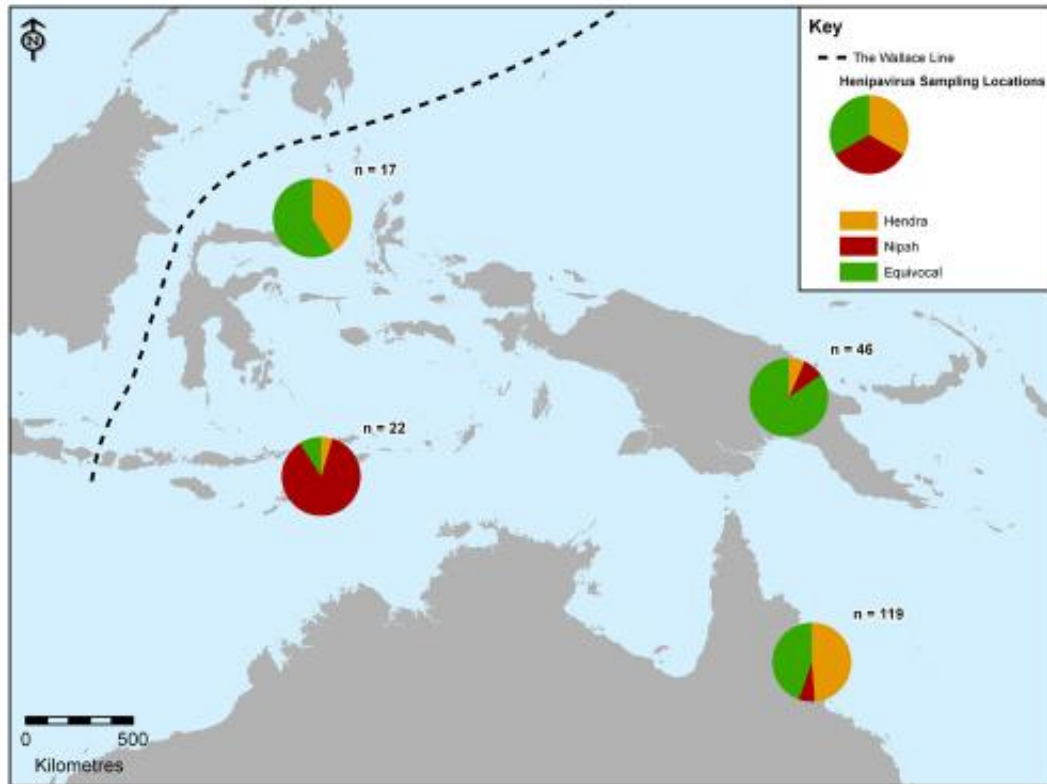 N
Key
The Wallace Line
Henipavirus Sampling Locations
Hendra
Nipah
Equivocal
n = 17
n = 46
n = 22
n = 119
0 500
Kilometres